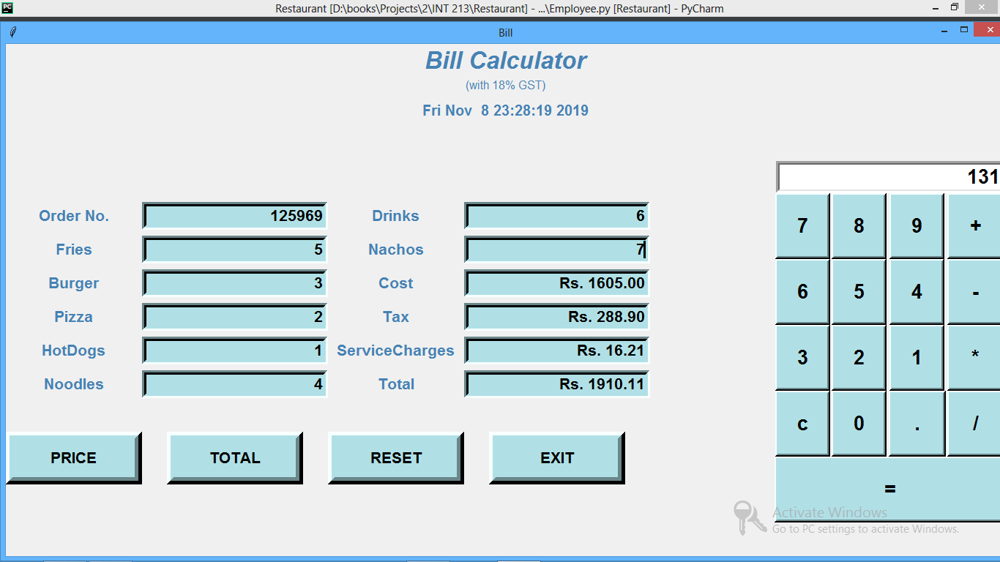 PC
Restaurant [D:\books\Projects\2\INT 213\Restaurant] - ...\Employee.py [Restaurant] - PyCharm
Bill
Bill Calculator
(with 18% GST)
Fri Nov  8 23:28:19 2019
131
Order No. 125969 Drinks 6
Fries 5 Nachos 7
Burger 3 Cost Rs. 1605.00
Pizza 2 Tax Rs. 288.90
HotDogs 1 ServiceCharges Rs. 16.21
Noodles 4 Total Rs. 1910.11
PRICE TOTAL RESET EXIT
7 8 9 +
6 5 4 -
3 2 1 *
c 0 . /
=
Activate Windows
Go to PC settings to activate Windows.